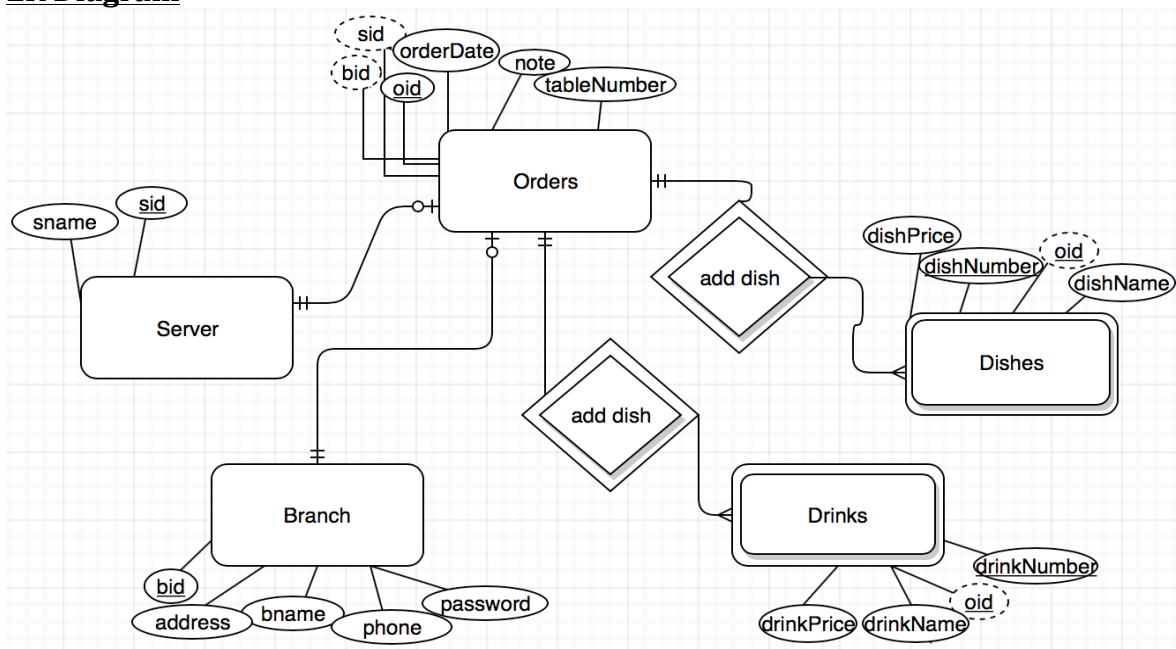 sid
orderDate
note
bid
oid
tableNumber
Orders
sname
sid
Server
add dish
dishPrice
dishNumber
oid
dishName
Dishes
add dish
Branch
bid
address
bname
phone
password
Drinks
drinkNumber
oid
drinkPrice
drinkName